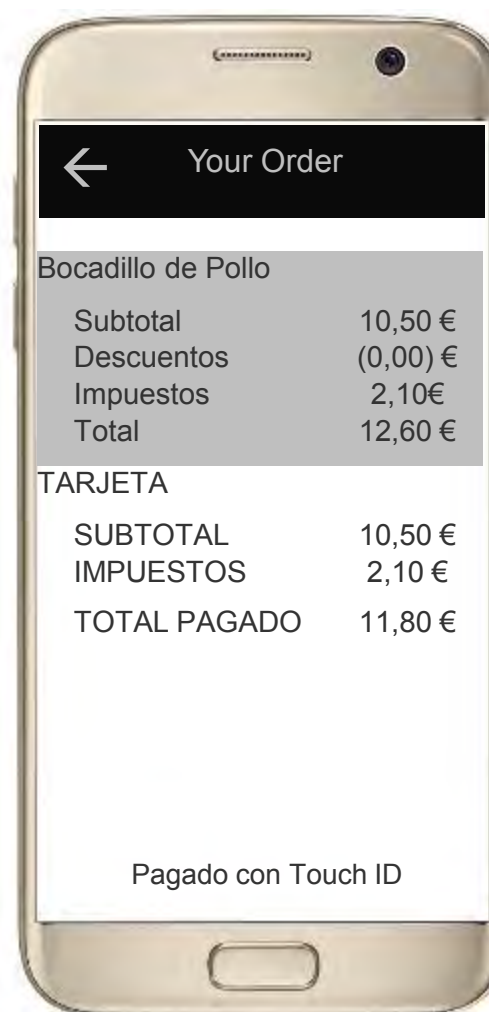 Your Order
Bocadillo de Pollo
Subtotal 10,50 €
Descuentos (0,00) €
Impuestos 2,10€
Total 12,60 €
TARJETA
SUBTOTAL 10,50 €
IMPUESTOS 2,10 €
TOTAL PAGADO 11,80 €
Pagado con Touch ID